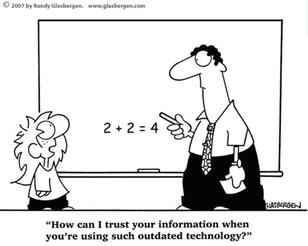 © 2007 by Randy Glasbergen. www.glasbergen.com
2 + 2 = 4
GLASBERGEN
"How can I trust your information when
you're using such outdated technology?"